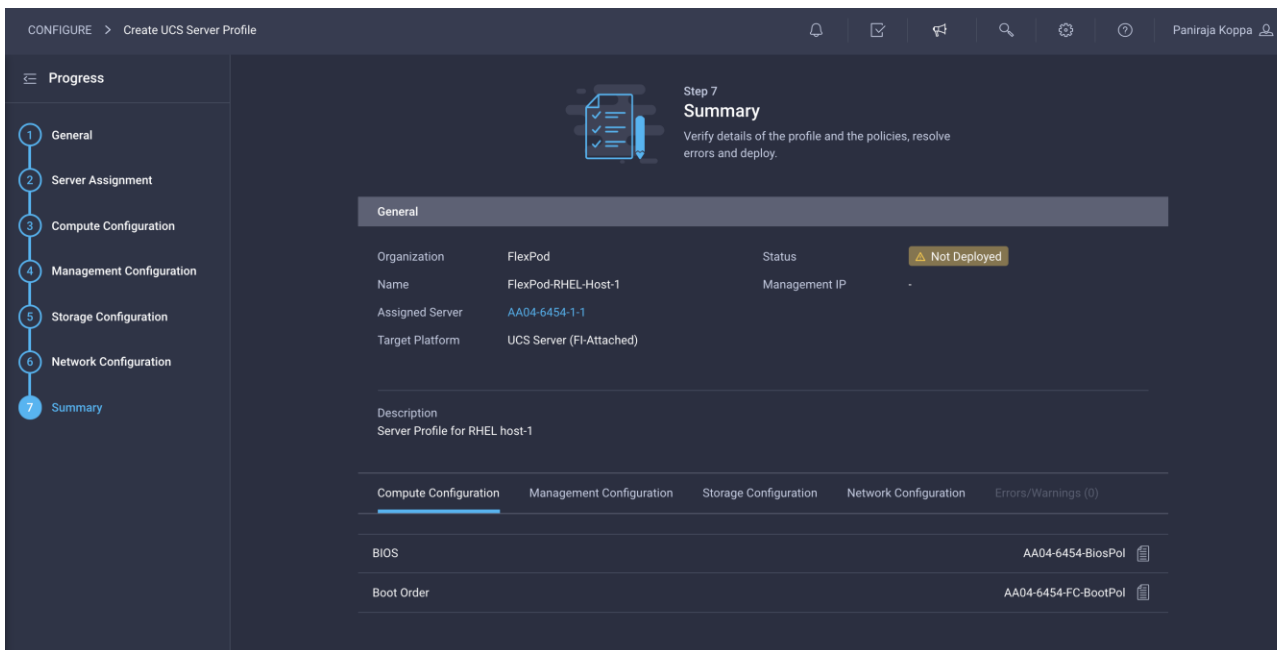 CONFIGURE > Create UCS Server Profile
Paniraja Koppa
Progress
1 General
2 Server Assignment
3 Compute Configuration
4 Management Configuration
5 Storage Configuration
6 Network Configuration
7 Summary
Step 7
Summary
Verify details of the profile and the policies, resolve
errors and deploy.
General
Organization FlexPod Status Not Deployed
Name FlexPod-RHEL-Host-1 Management IP -
Assigned Server AA04-6454-1-1
Target Platform UCS Server (FI-Attached)
Description
Server Profile for RHEL host-1
Compute Configuration Management Configuration Storage Configuration Network Configuration Errors/Warnings (0)
BIOS AA04-6454-BiosPol
Boot Order AA04-6454-FC-BootPol